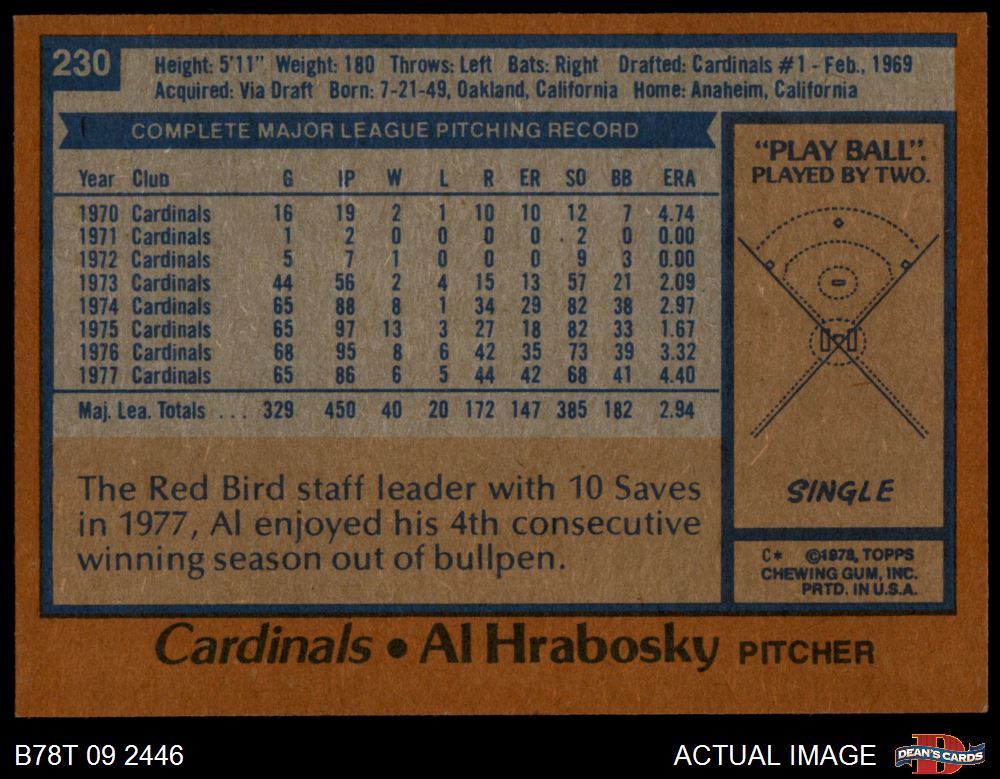 230
Height: 5'11" Weight: 180 Throws: Left Bats: Right Drafted: Cardinals #1 - Feb., 1969
Acquired: Via Draft Born: 7-21-49, Oakland, California Home: Anaheim, California
COMPLETE MAJOR LEAGUE PITCHING RECORD
Year Club G IP W L R ER SO BB ERA
1970 Cardinals 16 19 2 1 10 10 12 7 4.74
1971 Cardinals 1 2 0 0 0 0 2 0 0.00
1972 Cardinals 5 7 1 0 0 0 9 3 0.00
1973 Cardinals 44 56 2 4 15 13 57 21 2.09
1974 Cardinals 65 88 8 1 34 29 82 38 2.97
1975 Cardinals 65 97 13 3 27 18 82 33 1.67
1976 Cardinals 68 95 8 6 42 35 73 39 3.32
1977 Cardinals 65 86 6 5 44 42 68 41 4.40
Maj. Lea. Totals ... 329 450 40 20 172 147 385 182 2.94
The Red Bird staff leader with 10 Saves
in 1977, Al enjoyed his 4th consecutive
winning season out of bullpen.
"PLAY BALL".
PLAYED BY TWO.
SINGLE
C* ©1978, TOPPS
CHEWING GUM, INC.
PRTD. IN U.S.A.
Cardinals • Al Hrabosky PITCHER
B78T 09 2446
ACTUAL IMAGE
D
DEAN'S CARDS